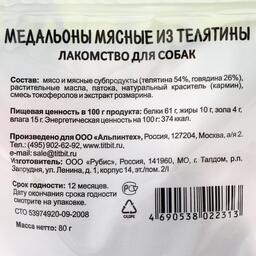 МЕДАЛЬОНЫ МЯСНЫЕ ИЗ ТЕЛЯТИНЫ
ЛАКОМСТВО ДЛЯ СОБАК
Состав: мясо и мясные субпродукты (телятина 54%, говядина 26%),
растительные масла, патока, натуральный краситель (кармин),
смесь токоферолов и экстракт розмарина.
Пищевая ценность в 100 г продукта: белки 61 г, жиры 10 г, зола 4 г,
влага 15 г. Энергетическая ценность на 100 г: 374 ккал.
Произведено для ООО «Альпинтех», Россия, 127204, Москва, а/я 2.
Тел.: (495) 902-62-92, www.titbit.ru,
e-mail: sale@titbit.ru
Изготовлено: ООО «Рубис», Россия, 141960, МО, г. Талдом, р.п.
Запрудня, ул. Ленина, д. 1, корпус 14, эт./пом. 2/I
Срок годности: 12 месяцев.
Дату окончания срока годности
смотрите на упаковке.
СТО 53974920-09-2008
Масса нетто: 80 г
4 690538 022313